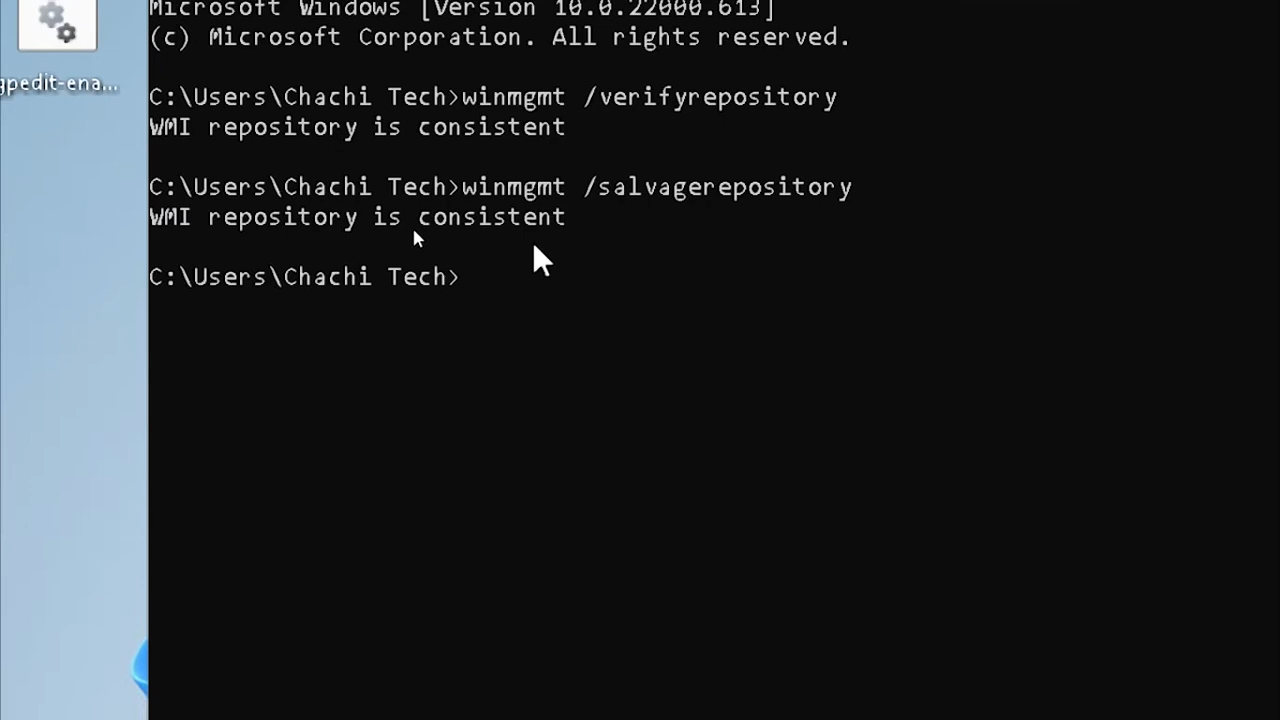 Microsoft Windows [Version 10.0.22000.613]
(c) Microsoft Corporation. All rights reserved.
C:\Users\Chachi Tech>winmgmt /verifyrepository
WMI repository is consistent
C:\Users\Chachi Tech>winmgmt /salvagerepository
WMI repository is consistent
C:\Users\Chachi Tech>
gpedit-ena...